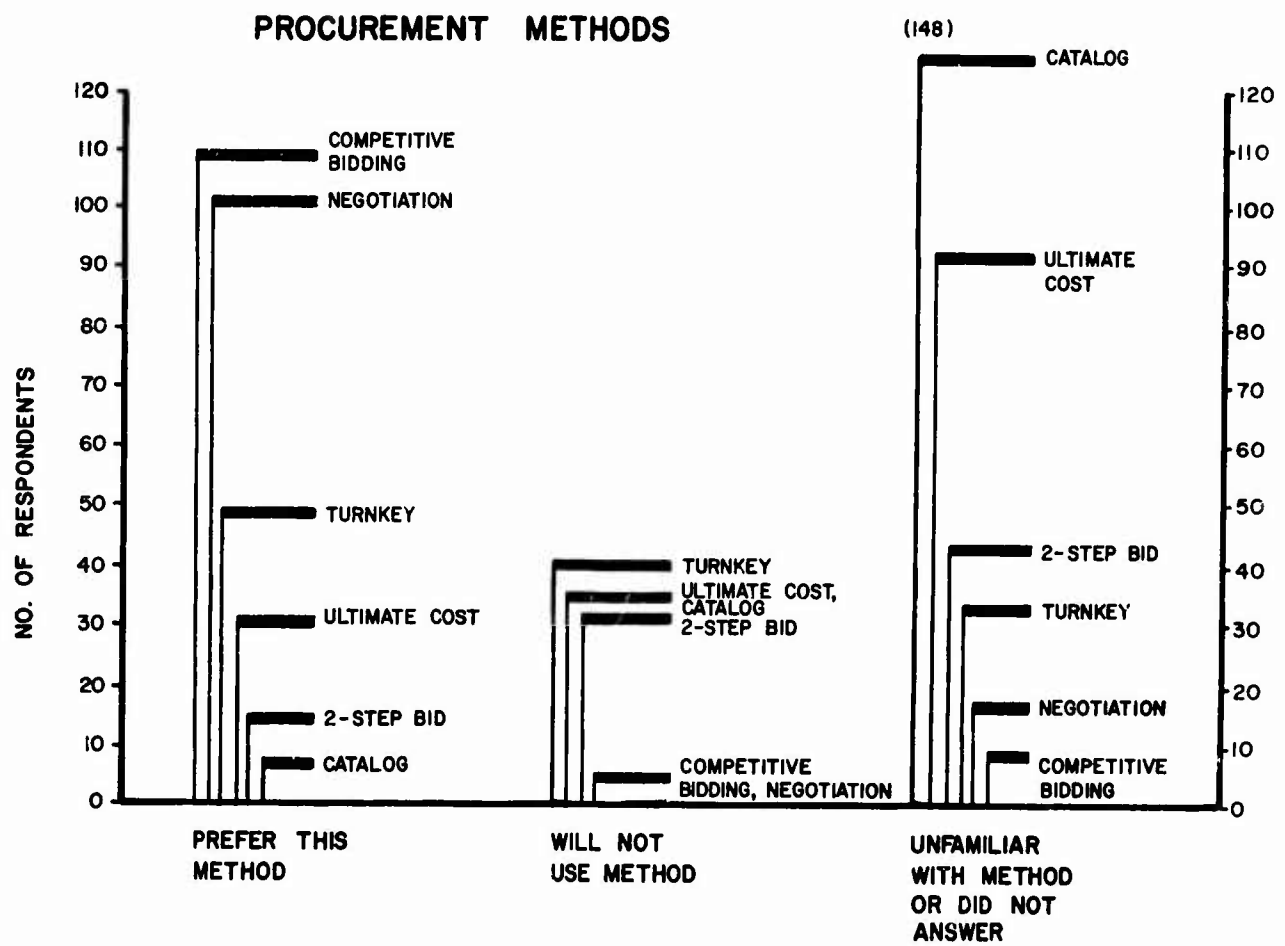 PROCUREMENT METHODS
(148)
NO. OF RESPONDENTS
120
110
100
90
80
70
60
50
40
30
20
10
0
COMPETITIVE
BIDDING
NEGOTIATION
TURNKEY
ULTIMATE COST
2-STEP BID
CATALOG
PREFER THIS
METHOD
TURNKEY
ULTIMATE COST,
CATALOG
2-STEP BID
COMPETITIVE
BIDDING, NEGOTIATION
WILL NOT
USE METHOD
CATALOG
ULTIMATE
COST
2-STEP BID
TURNKEY
NEGOTIATION
COMPETITIVE
BIDDING
UNFAMILIAR
WITH METHOD
OR DID NOT
ANSWER
120
110
100
90
80
70
60
50
40
30
20
10
0